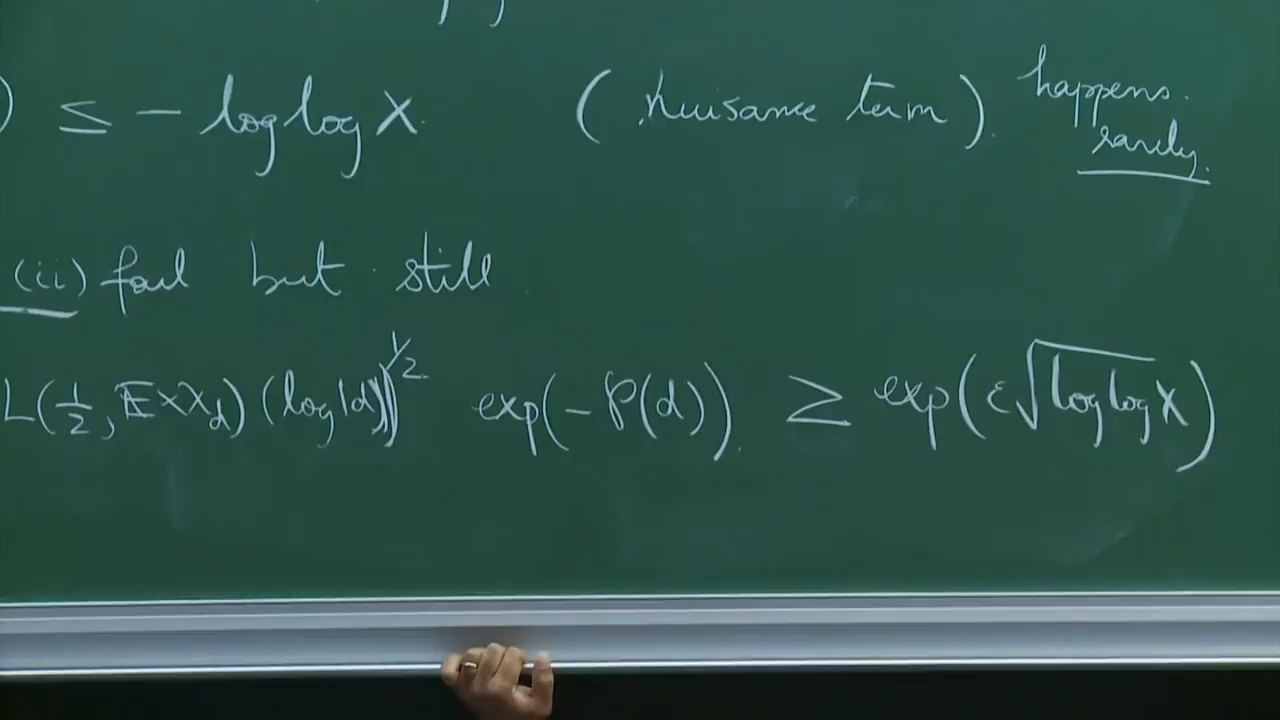 ) ≤ - log log X (nuisance term). happens. rarely.
(ii) fail but still
L(1/2, E×χ_d) (log|d|)^{1/2} exp(-P(d)) ≥ exp(ε√(log log X))